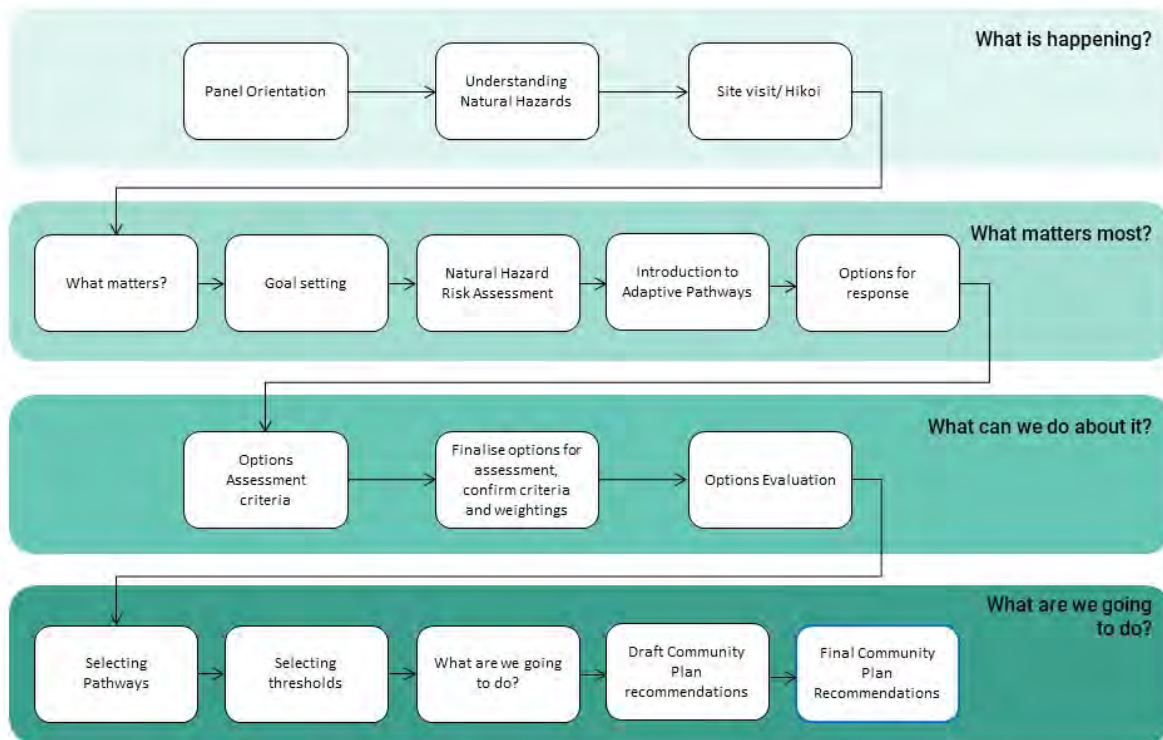 What is happening?
Panel Orientation
Understanding
Natural Hazards
Site visit/ Hikoi
What matters most?
What matters?
Goal setting
Natural Hazard
Risk Assessment
Introduction to
Adaptive Pathways
Options for
response
What can we do about it?
Options
Assessment
criteria
Finalise options for
assessment,
confirm criteria
and weightings
Options Evaluation
What are we going
to do?
Selecting
Pathways
Selecting
thresholds
What are we going
to do?
Draft Community
Plan
recommendations
Final Community
Plan
Recommendations